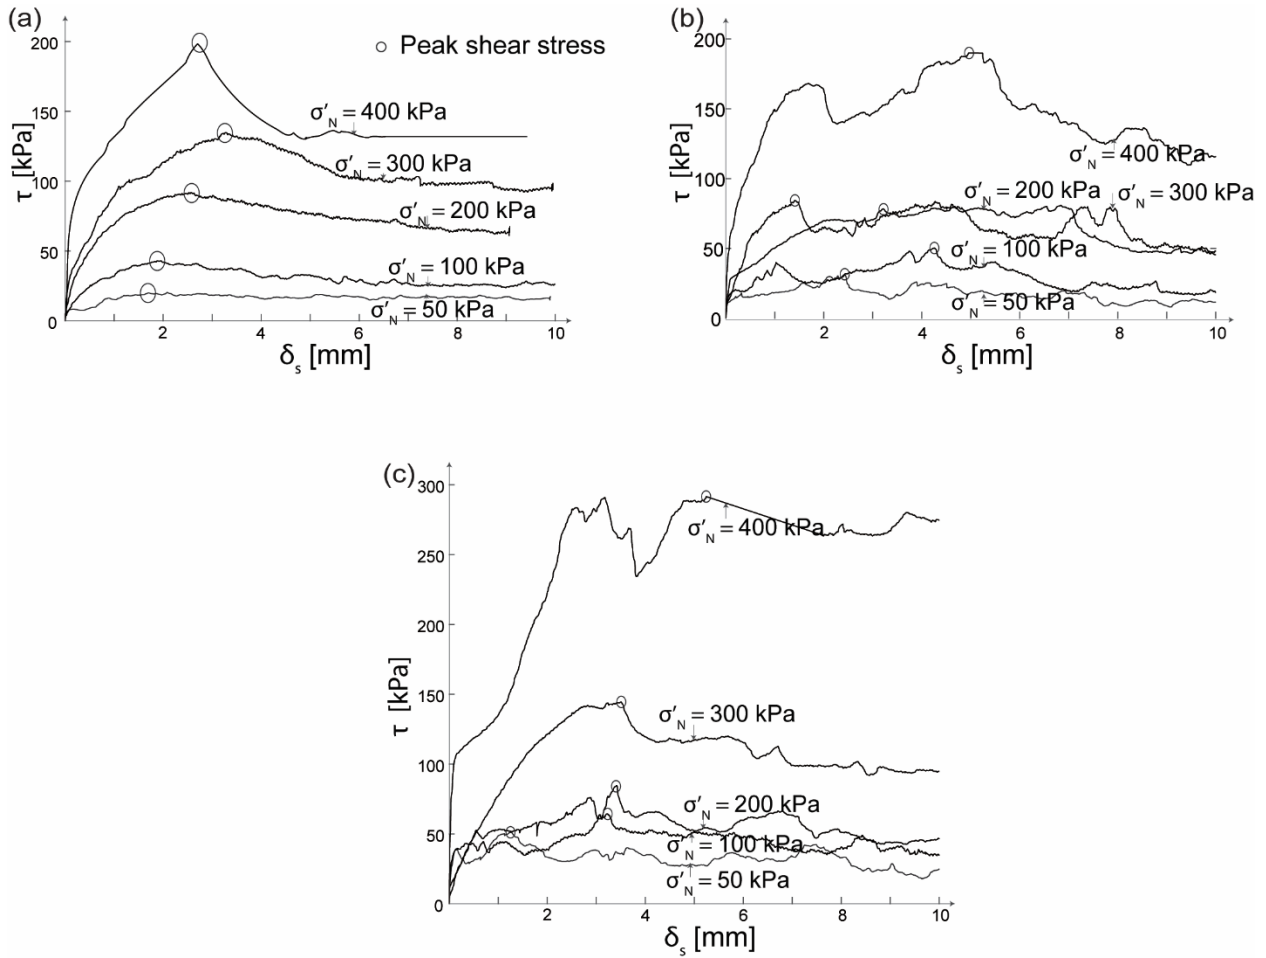 (a)
200
150
100
50
0
τ [kPa]
○ Peak shear stress
σ′N = 400 kPa
σ′N = 300 kPa
σ′N = 200 kPa
σ′N = 100 kPa
σ′N = 50 kPa
2 4 6 8 10
δs [mm]
(b)
200
150
100
50
0
τ [kPa]
σ′N = 400 kPa
σ′N = 200 kPa
σ′N = 300 kPa
σ′N = 100 kPa
σ′N = 50 kPa
2 4 6 8 10
δs [mm]
(c)
300
250
200
150
100
50
0
τ [kPa]
σ′N = 400 kPa
σ′N = 300 kPa
σ′N = 200 kPa
σ′N = 100 kPa
σ′N = 50 kPa
2 4 6 8 10
δs [mm]